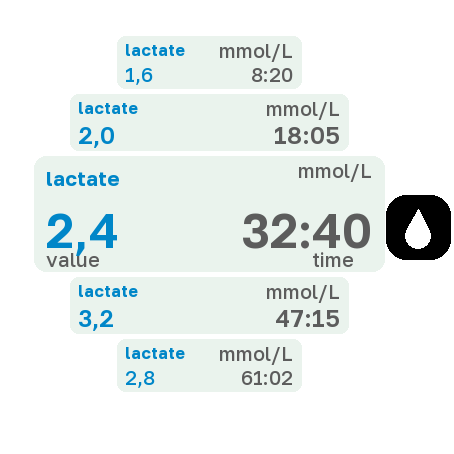 lactate mmol/L
1,6 8:20
lactate mmol/L
2,0 18:05
lactate mmol/L
2,4 32:40
value time
lactate mmol/L
3,2 47:15
lactate mmol/L
2,8 61:02